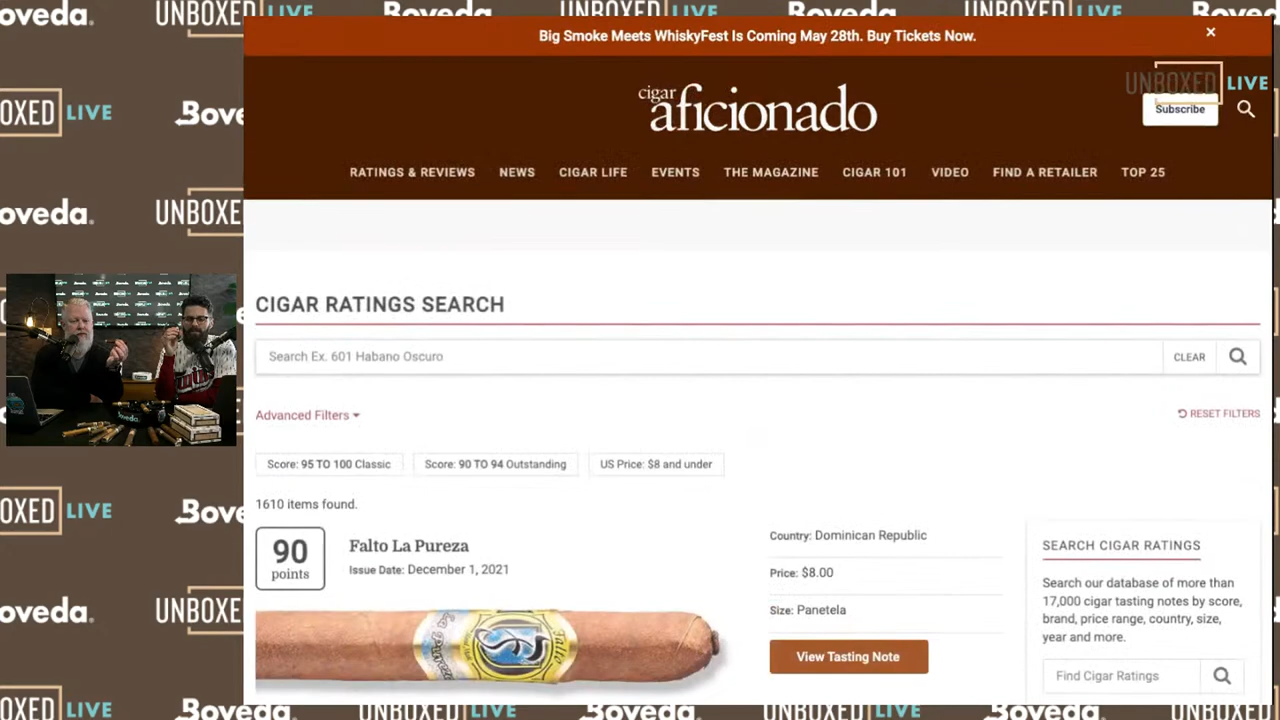 Boveda.
UNBOXED LIVE
Big Smoke Meets WhiskyFest Is Coming May 28th. Buy Tickets Now.
×
cigar
aficionado
UNBOXED LIVE
Subscribe
RATINGS & REVIEWS NEWS CIGAR LIFE EVENTS THE MAGAZINE CIGAR 101 VIDEO FIND A RETAILER TOP 25
CIGAR RATINGS SEARCH
Search Ex. 601 Habano Oscuro
CLEAR
Advanced Filters
RESET FILTERS
Score: 95 TO 100 Classic
Score: 90 TO 94 Outstanding
US Price: $8 and under
1610 items found.
90
points
Falto La Pureza
Issue Date: December 1, 2021
Country: Dominican Republic
Price: $8.00
Size: Panetela
View Tasting Note
SEARCH CIGAR RATINGS
Search our database of more than
17,000 cigar tasting notes by score,
brand, price range, country, size,
year and more.
Find Cigar Ratings
La Pureza
Falto